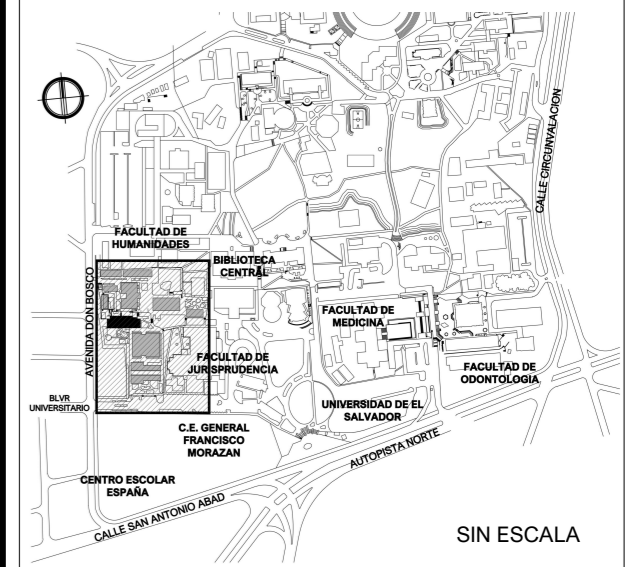 CALLE CIRCUNVALACION
FACULTAD DE
HUMANIDADES
BIBLIOTECA
CENTRAL
AVENIDA DON BOSCO
FACULTAD DE
MEDICINA
FACULTAD DE
JURISPRUDENCIA
FACULTAD DE
ODONTOLOGIA
BLVR
UNIVERSITARIO
UNIVERSIDAD DE EL
SALVADOR
C.E. GENERAL
FRANCISCO
MORAZAN
AUTOPISTA NORTE
CENTRO ESCOLAR
ESPAÑA
CALLE SAN ANTONIO ABAD
SIN ESCALA